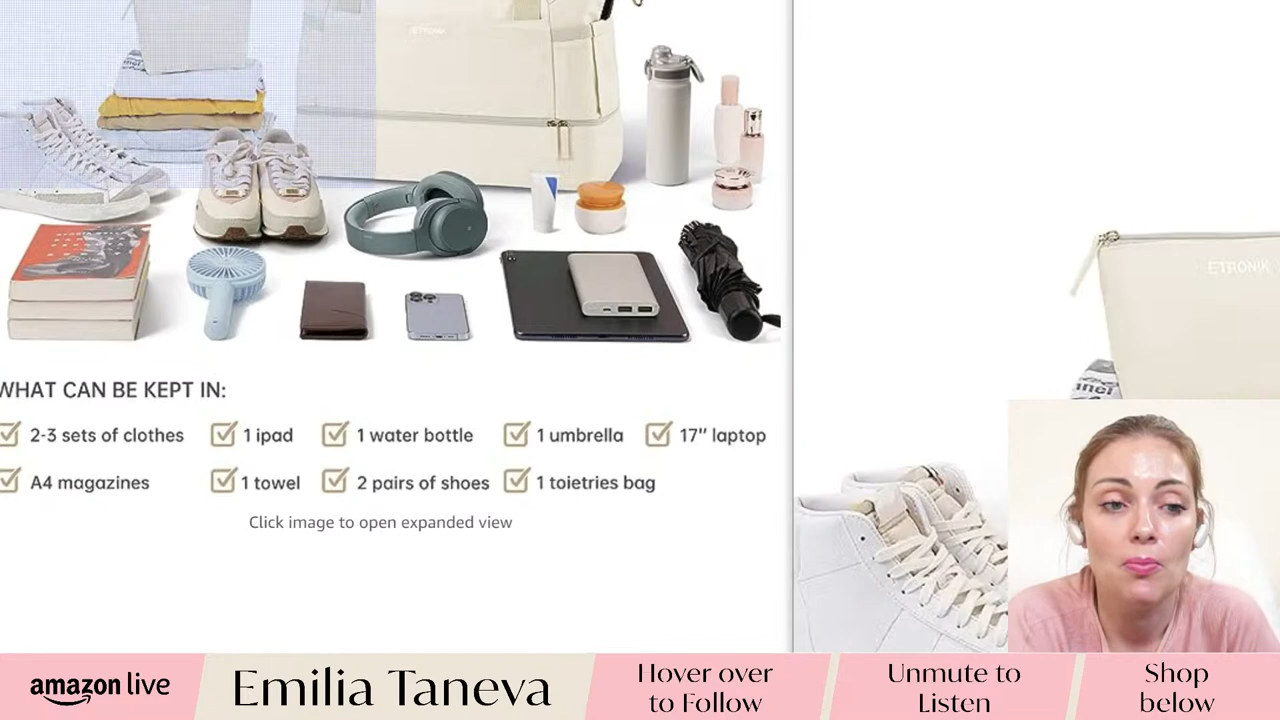 ETRONIK
WHAT CAN BE KEPT IN:
2-3 sets of clothes
1 ipad
1 water bottle
1 umbrella
17" laptop
A4 magazines
1 towel
2 pairs of shoes
1 toietries bag
Click image to open expanded view
amazon live
Emilia Taneva
Hover over
to Follow
Unmute to
Listen
Shop
below